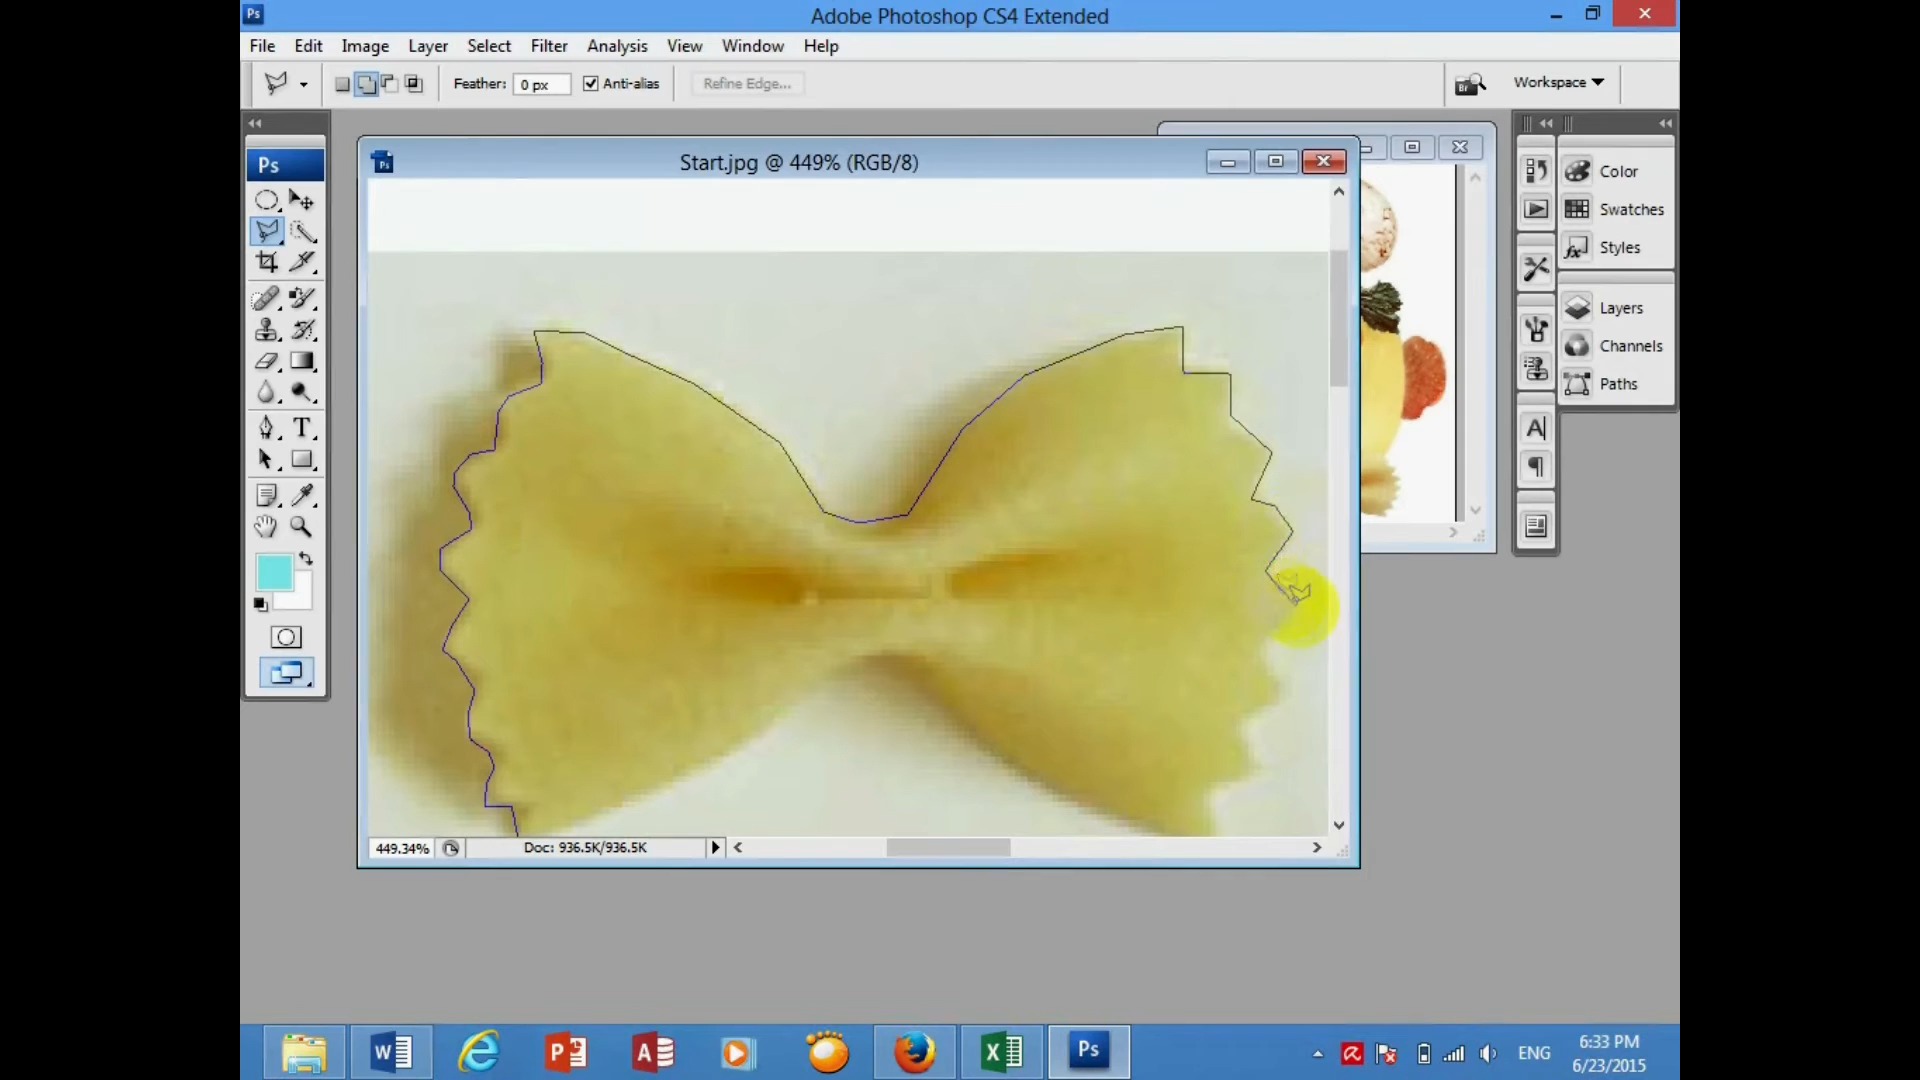 Ps
Adobe Photoshop CS4 Extended
File Edit Image Layer Select Filter Analysis View Window Help
Feather: 0 px Anti-alias Refine Edge... Br Workspace
Ps
Start.jpg @ 449% (RGB/8)
Color
Swatches
Styles
Layers
Channels
Paths
T
A
449.34% Doc: 936.5K/936.5K
W P A X Ps
ENG
6:33 PM
6/23/2015